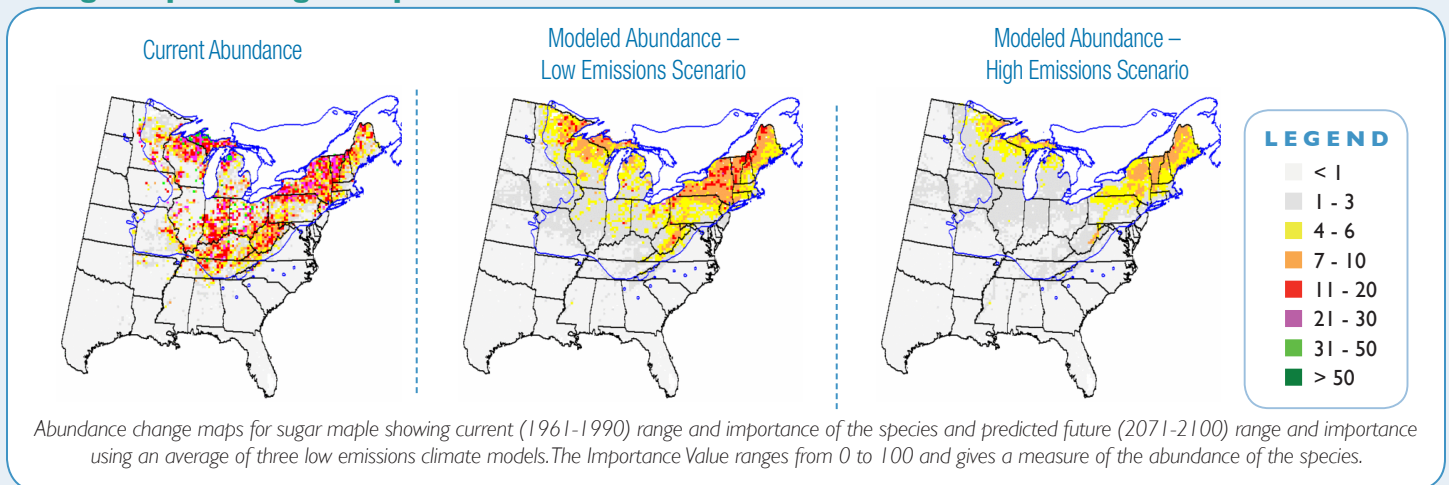 Current Abundance
Modeled Abundance –
Low Emissions Scenario
Modeled Abundance –
High Emissions Scenario
LEGEND
< 1
1 - 3
4 - 6
7 - 10
11 - 20
21 - 30
31 - 50
> 50
Abundance change maps for sugar maple showing current (1961-1990) range and importance of the species and predicted future (2071-2100) range and importance
using an average of three low emissions climate models. The Importance Value ranges from 0 to 100 and gives a measure of the abundance of the species.